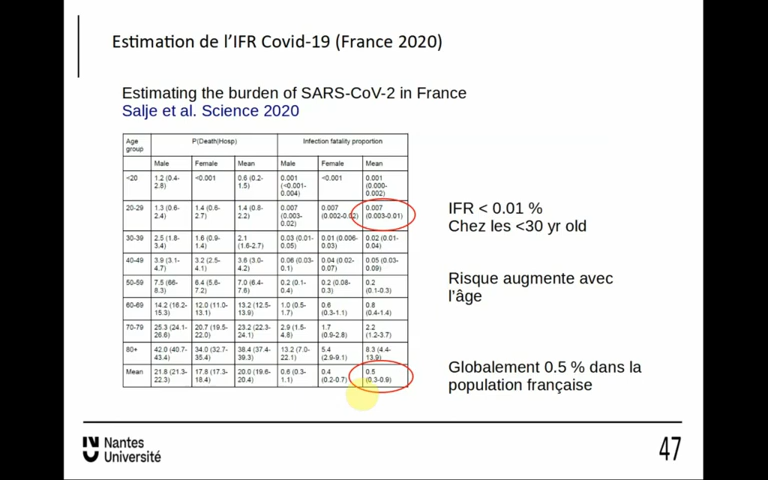 Estimation de l'IFR Covid-19 (France 2020)
Estimating the burden of SARS-CoV-2 in France
Salje et al. Science 2020
Age group P(Death|Hosp) Infection fatality proportion
Male Female Mean Male Female Mean
<20 1.2 (0.4-2.8) <0.001 0.6 (0.2-1.5) 0.001 (<0.001-0.004) <0.001 0.001 (0.000-0.002)
20-29 1.3 (0.6-2.4) 1.4 (0.6-2.7) 1.4 (0.8-2.2) 0.007 (0.003-0.02) 0.007 (0.002-0.02) 0.007 (0.003-0.01)
30-39 2.5 (1.8-3.4) 1.6 (0.9-1.4) 2.1 (1.6-2.7) 0.03 (0.01-0.05) 0.01 (0.006-0.03) 0.02 (0.01-0.04)
40-49 3.9 (3.1-4.7) 3.2 (2.5-4.1) 3.6 (3.0-4.2) 0.06 (0.03-0.1) 0.04 (0.02-0.07) 0.05 (0.03-0.09)
50-59 7.5 (66-8.3) 6.4 (5.6-7.2) 7.0 (6.4-7.6) 0.2 (0.1-0.4) 0.2 (0.08-0.3) 0.2 (0.1-0.3)
60-69 14.2 (16.2-15.3) 12.0 (11.0-13.1) 13.2 (12.5-13.9) 1.0 (0.5-1.7) 0.6 (0.3-1.1) 0.8 (0.4-1.4)
70-79 25.3 (24.1-26.6) 20.7 (19.5-22.0) 23.2 (22.3-24.1) 2.9 (1.5-4.8) 1.7 (0.9-2.8) 2.2 (1.2-3.7)
80+ 42.0 (40.7-43.4) 34.0 (32.7-35.4) 38.4 (37.4-39.3) 13.2 (7.0-22.1) 5.4 (2.9-9.1) 8.3 (4.4-13.9)
Mean 21.8 (21.3-22.3) 17.8 (17.3-18.4) 20.0 (19.6-20.4) 0.6 (0.3-1.1) 0.4 (0.2-0.7) 0.5 (0.3-0.9)
IFR < 0.01 %
Chez les <30 yr old
Risque augmente avec
l'âge
Globalement 0.5 % dans la
population française
Nantes
Université
47